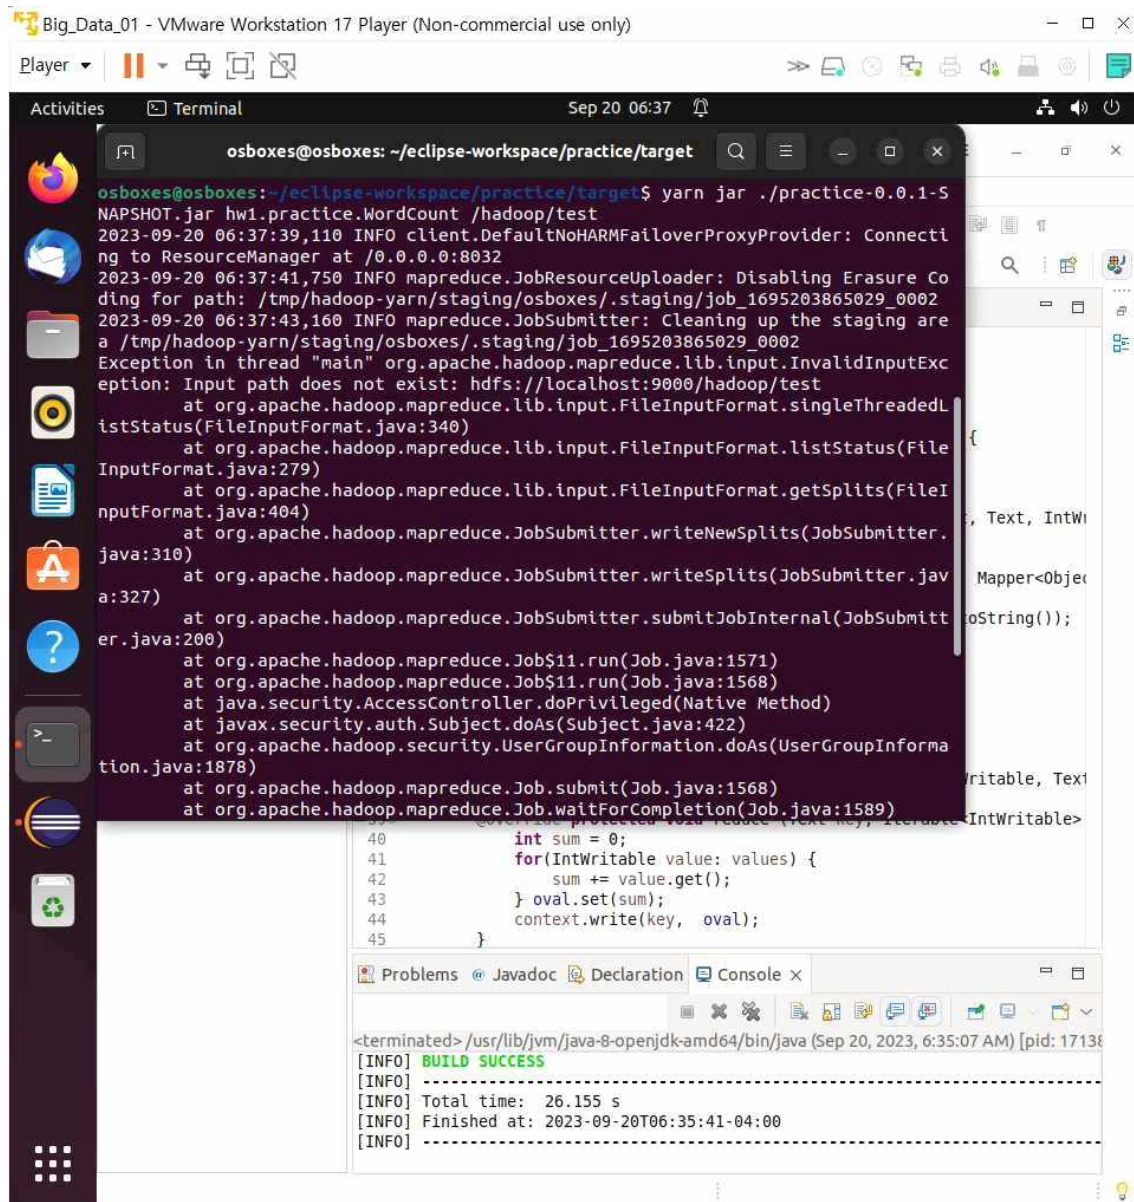 Big_Data_01 - VMware Workstation 17 Player (Non-commercial use only)
Player
Activities
Terminal
Sep 20 06:37
osboxes@osboxes: ~/eclipse-workspace/practice/target
osboxes@osboxes:~/eclipse-workspace/practice/target$ yarn jar ./practice-0.0.1-S
NAPSHOT.jar hw1.practice.WordCount /hadoop/test
2023-09-20 06:37:39,110 INFO client.DefaultNoHARMFailoverProxyProvider: Connecti
ng to ResourceManager at /0.0.0.0:8032
2023-09-20 06:37:41,750 INFO mapreduce.JobResourceUploader: Disabling Erasure Co
ding for path: /tmp/hadoop-yarn/staging/osboxes/.staging/job_1695203865029_0002
2023-09-20 06:37:43,160 INFO mapreduce.JobSubmitter: Cleaning up the staging are
a /tmp/hadoop-yarn/staging/osboxes/.staging/job_1695203865029_0002
Exception in thread "main" org.apache.hadoop.mapreduce.lib.input.InvalidInputExc
eption: Input path does not exist: hdfs://localhost:9000/hadoop/test
at org.apache.hadoop.mapreduce.lib.input.FileInputFormat.singleThreadedL
istStatus(FileInputFormat.java:340)
at org.apache.hadoop.mapreduce.lib.input.FileInputFormat.listStatus(File
InputFormat.java:279)
at org.apache.hadoop.mapreduce.lib.input.FileInputFormat.getSplits(FileI
nputFormat.java:404)
at org.apache.hadoop.mapreduce.JobSubmitter.writeNewSplits(JobSubmitter.
java:310)
at org.apache.hadoop.mapreduce.JobSubmitter.writeSplits(JobSubmitter.jav
a:327)
at org.apache.hadoop.mapreduce.JobSubmitter.submitJobInternal(JobSubmitt
er.java:200)
at org.apache.hadoop.mapreduce.Job$11.run(Job.java:1571)
at org.apache.hadoop.mapreduce.Job$11.run(Job.java:1568)
at java.security.AccessController.doPrivileged(Native Method)
at javax.security.auth.Subject.doAs(Subject.java:422)
at org.apache.hadoop.security.UserGroupInformation.doAs(UserGroupInforma
tion.java:1878)
at org.apache.hadoop.mapreduce.Job.submit(Job.java:1568)
at org.apache.hadoop.mapreduce.Job.waitForCompletion(Job.java:1589)
{
, Text, IntWr
Mapper<Objec
oString());
ritable, Text
<IntWritable>
40 int sum = 0;
41 for(IntWritable value: values) {
42 sum += value.get();
43 } oval.set(sum);
44 context.write(key, oval);
45 }
Problems @ Javadoc Declaration Console
<terminated> /usr/lib/jvm/java-8-openjdk-amd64/bin/java (Sep 20, 2023, 6:35:07 AM) [pid: 17138
[INFO] BUILD SUCCESS
[INFO] ------------------------------------------------------------------------
[INFO] Total time: 26.155 s
[INFO] Finished at: 2023-09-20T06:35:41-04:00
[INFO] ------------------------------------------------------------------------